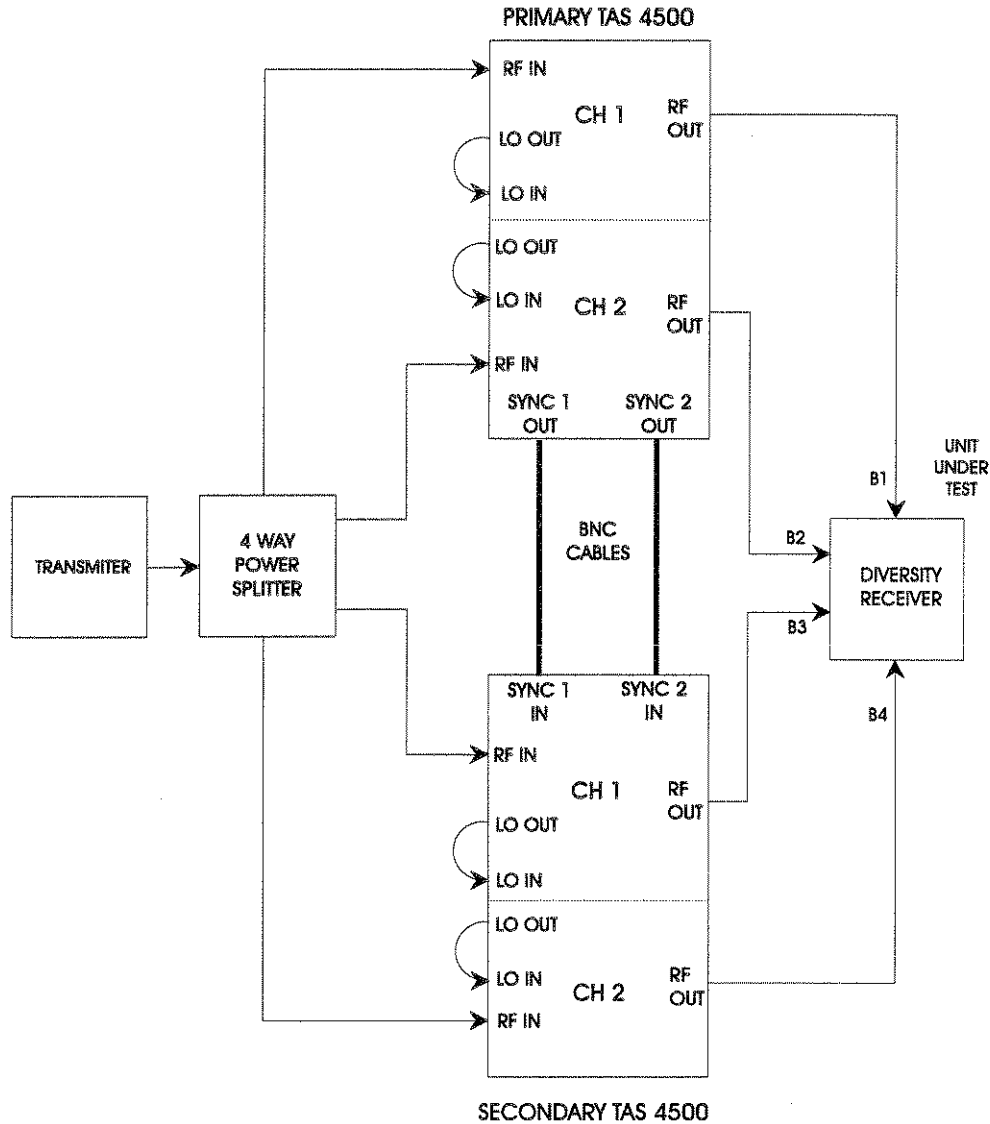 PRIMARY TAS 4500
RF IN
CH 1
RF
OUT
LO OUT
LO IN
LO OUT
LO IN
CH 2
RF
OUT
RF IN
SYNC 1
OUT
SYNC 2
OUT
UNIT
UNDER
TEST
B1
TRANSMITER
4 WAY
POWER
SPLITTER
BNC
CABLES
B2
DIVERSITY
RECEIVER
B3
B4
SYNC 1
IN
SYNC 2
IN
RF IN
CH 1
RF
OUT
LO OUT
LO IN
LO OUT
LO IN
CH 2
RF
OUT
RF IN
SECONDARY TAS 4500